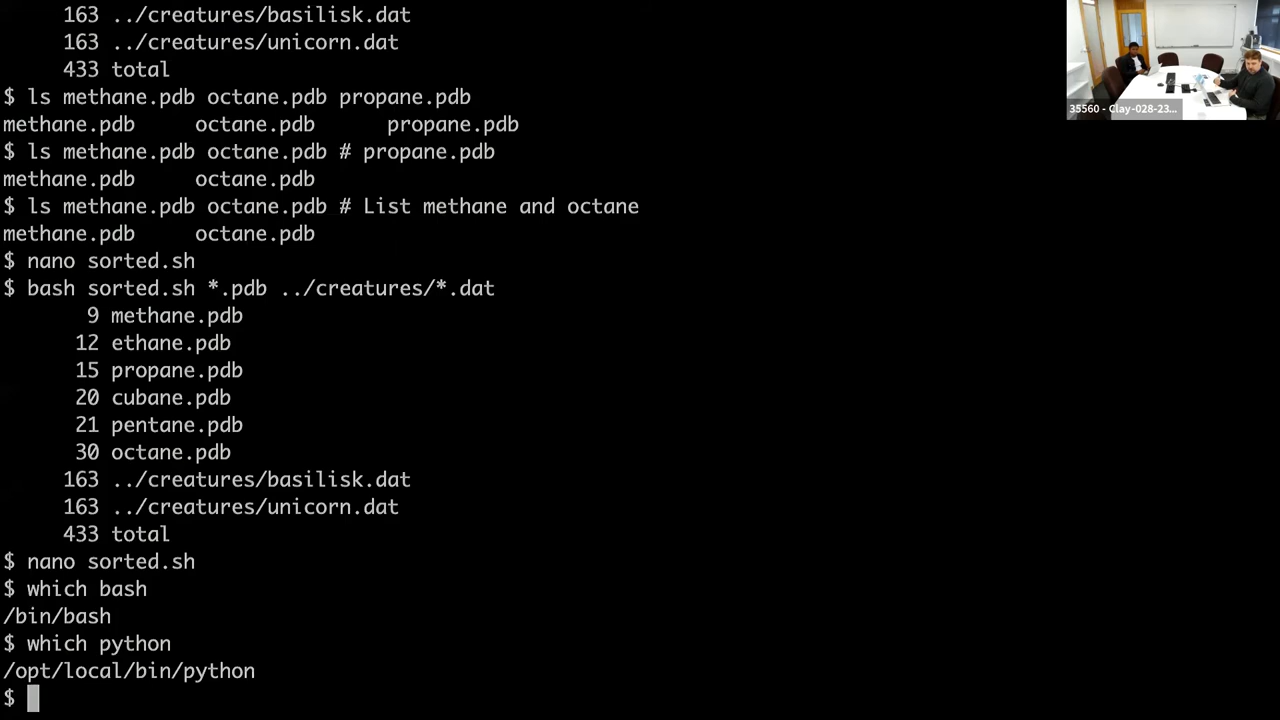 163 ../creatures/basilisk.dat
163 ../creatures/unicorn.dat
433 total
$ ls methane.pdb octane.pdb propane.pdb
methane.pdb octane.pdb propane.pdb
$ ls methane.pdb octane.pdb # propane.pdb
methane.pdb octane.pdb
$ ls methane.pdb octane.pdb # List methane and octane
methane.pdb octane.pdb
$ nano sorted.sh
$ bash sorted.sh *.pdb ../creatures/*.dat
9 methane.pdb
12 ethane.pdb
15 propane.pdb
20 cubane.pdb
21 pentane.pdb
30 octane.pdb
163 ../creatures/basilisk.dat
163 ../creatures/unicorn.dat
433 total
$ nano sorted.sh
$ which bash
/bin/bash
$ which python
/opt/local/bin/python
$
35560 - Clay-028-23...